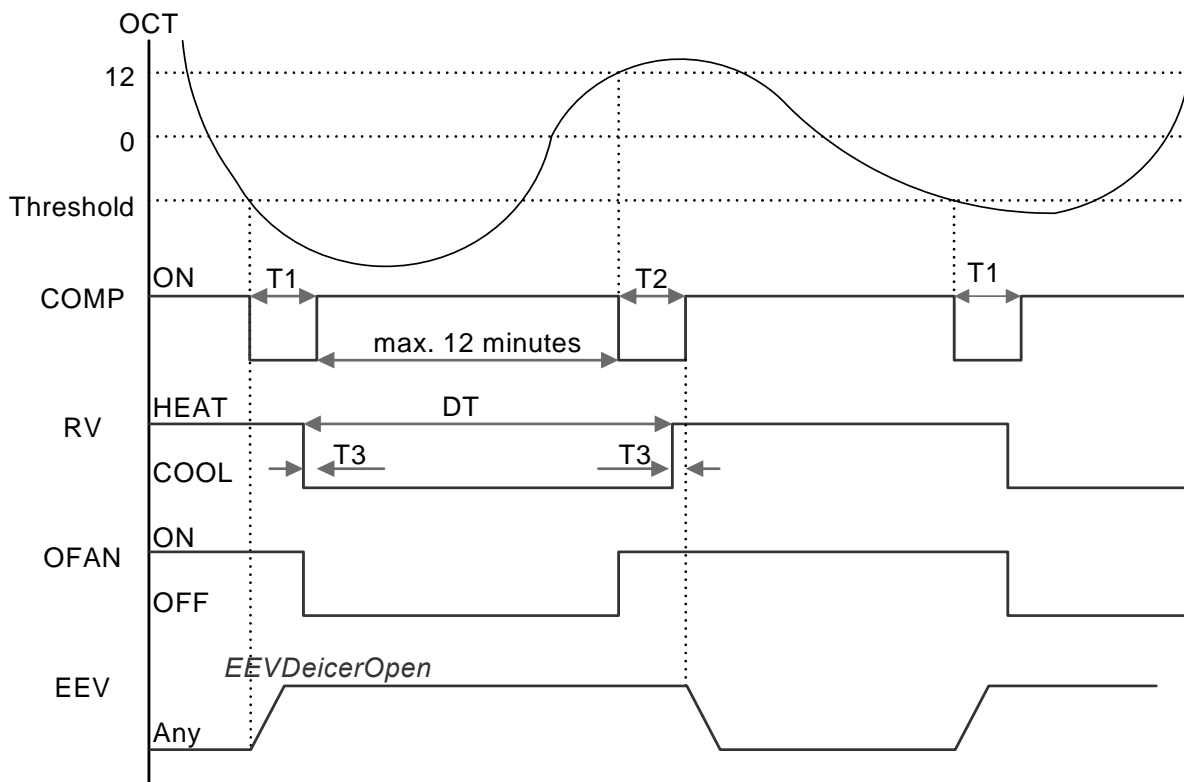 OCT
12
0
Threshold
ON
T1
T2
T1
COMP
max. 12 minutes
HEAT
DT
RV
T3
T3
COOL
ON
OFAN
OFF
EEVDeicerOpen
EEV
Any